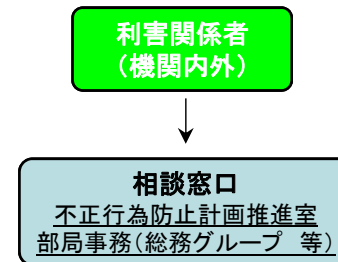 利害関係者
（機関内外）
相談窓口
不正行為防止計画推進室
部局事務（総務グループ　等）